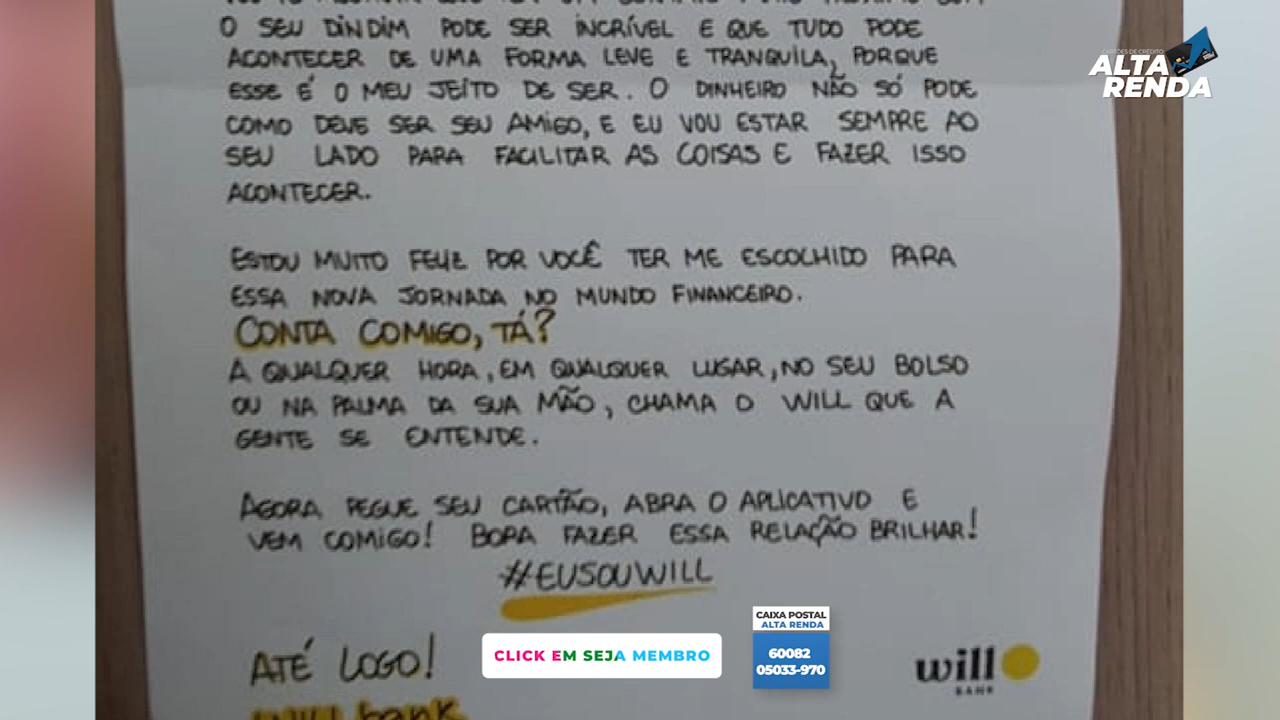 O SEU DINDIM PODE SER INCRÍVEL E QUE TUDO PODE
ACONTECER DE UMA FORMA LEVE E TRANQUILA, PORQUE
ESSE É O MEU JEITO DE SER. O DINHEIRO NÃO SÓ PODE
COMO DEVE SER SEU AMIGO, E EU VOU ESTAR SEMPRE AO
SEU LADO PARA FACILITAR AS COISAS E FAZER ISSO
ACONTECER.
ESTOU MUITO FELIZ POR VOCÊ TER ME ESCOLHIDO PARA
ESSA NOVA JORNADA NO MUNDO FINANCEIRO.
CONTA COMIGO, TÁ?
A QUALQUER HORA, EM QUALQUER LUGAR, NO SEU BOLSO
OU NA PALMA DA SUA MÃO, CHAMA O WILL QUE A
GENTE SE ENTENDE.
AGORA PEGUE SEU CARTÃO, ABRA O APLICATIVO E
VEM COMIGO! BORA FAZER ESSA RELAÇÃO BRILHAR!
#EUSOUWILL
ATÉ LOGO!
will bank
will
BANK
CARTÕES DE CRÉDITO
ALTA
RENDA
CLICK EM SEJA MEMBRO
CAIXA POSTAL
ALTA RENDA
60082
05033-970